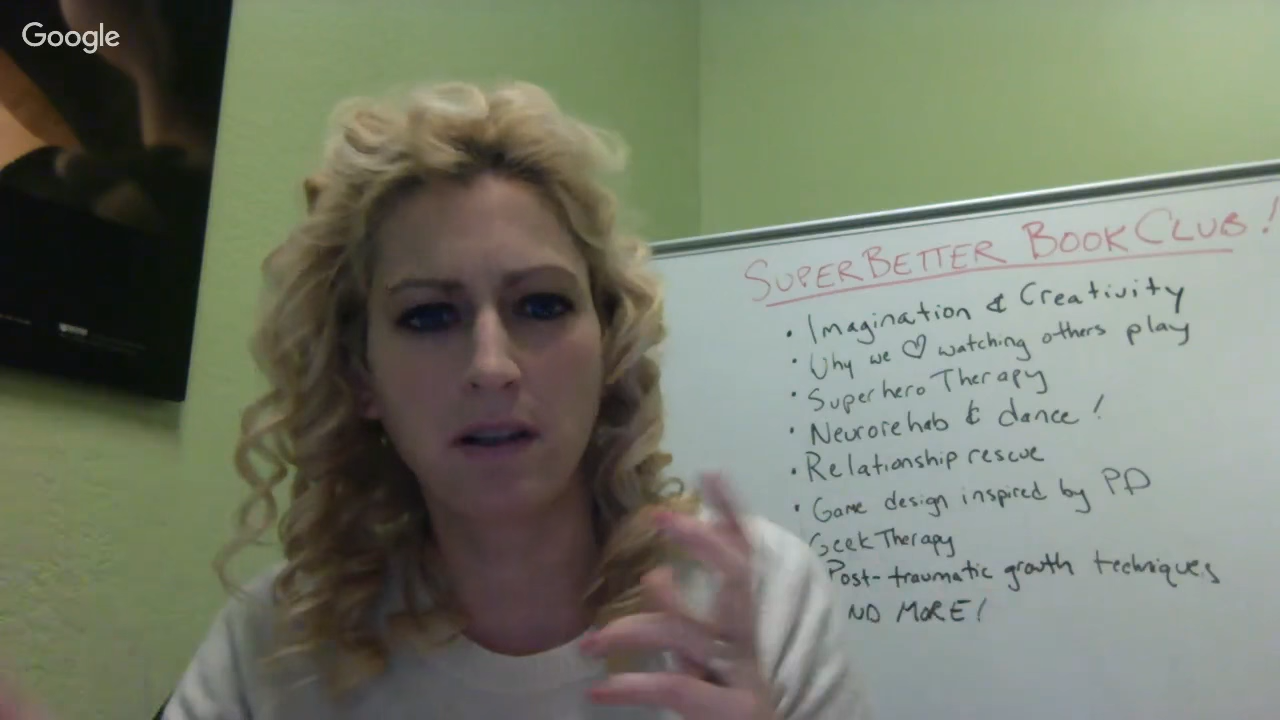 Google
SUPERBETTER BOOK CLUB!
• Imagination & Creativity
• Why we ♡ watching others play
• Superhero Therapy
• Neurorehab & dance!
• Relationship rescue
• Game design inspired by PD
Geek Therapy
Post-traumatic growth techniques
ND MORE!